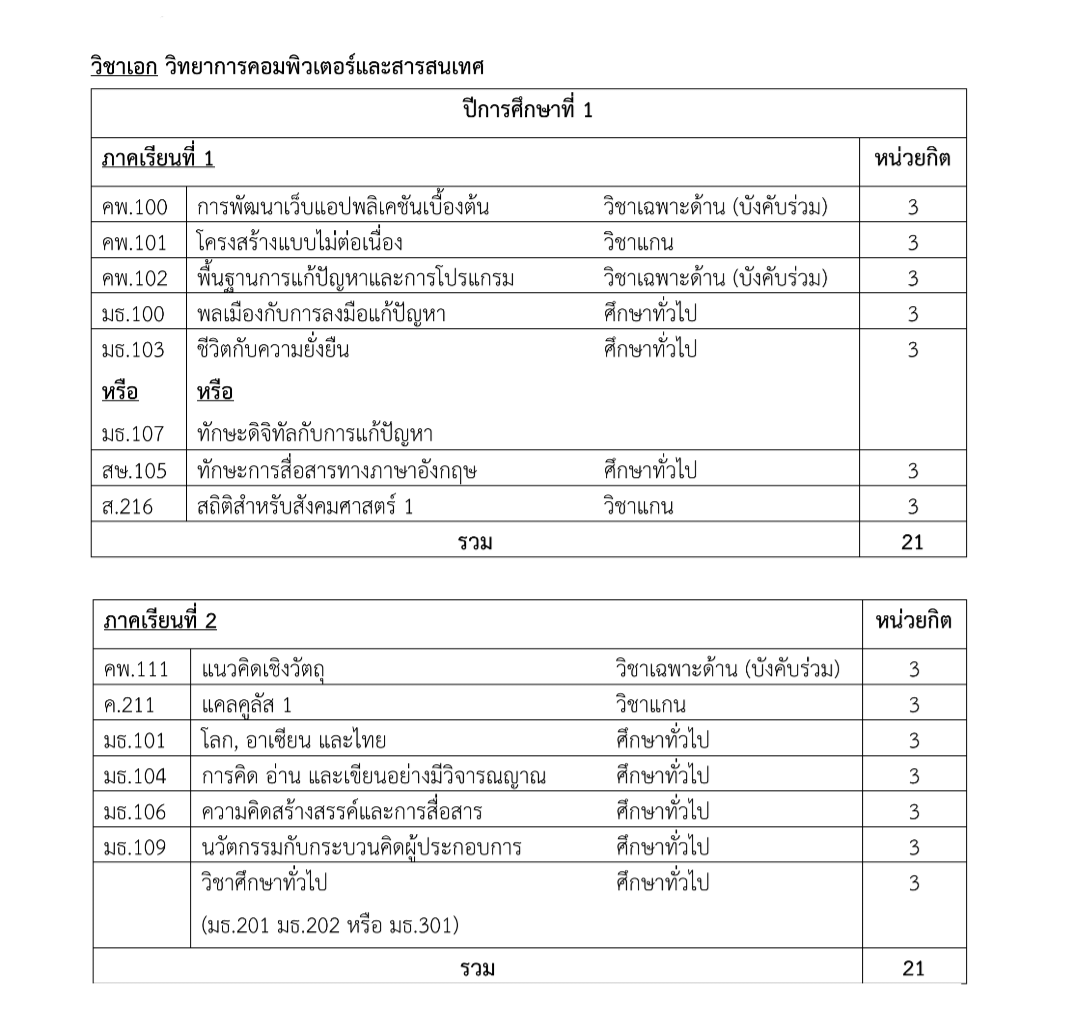 วิชาเอก วิทยาการคอมพิวเตอร์และสารสนเทศ
ปีการศึกษาที่ 1
ภาคเรียนที่ 1 หน่วยกิต
คพ.100 การพัฒนาเว็บแอปพลิเคชันเบื้องต้น วิชาเฉพาะด้าน (บังคับร่วม) 3
คพ.101 โครงสร้างแบบไม่ต่อเนื่อง วิชาแกน 3
คพ.102 พื้นฐานการแก้ปัญหาและการโปรแกรม วิชาเฉพาะด้าน (บังคับร่วม) 3
มธ.100 พลเมืองกับการลงมือแก้ปัญหา ศึกษาทั่วไป 3
มธ.103 ชีวิตกับความยั่งยืน ศึกษาทั่วไป 3
หรือ หรือ
มธ.107 ทักษะดิจิทัลกับการแก้ปัญหา
สษ.105 ทักษะการสื่อสารทางภาษาอังกฤษ ศึกษาทั่วไป 3
ส.216 สถิติสำหรับสังคมศาสตร์ 1 วิชาแกน 3
รวม 21
ภาคเรียนที่ 2 หน่วยกิต
คพ.111 แนวคิดเชิงวัตถุ วิชาเฉพาะด้าน (บังคับร่วม) 3
ค.211 แคลคูลัส 1 วิชาแกน 3
มธ.101 โลก, อาเซียน และไทย ศึกษาทั่วไป 3
มธ.104 การคิด อ่าน และเขียนอย่างมีวิจารณญาณ ศึกษาทั่วไป 3
มธ.106 ความคิดสร้างสรรค์และการสื่อสาร ศึกษาทั่วไป 3
มธ.109 นวัตกรรมกับกระบวนคิดผู้ประกอบการ ศึกษาทั่วไป 3
วิชาศึกษาทั่วไป ศึกษาทั่วไป 3
(มธ.201 มธ.202 หรือ มธ.301)
รวม 21